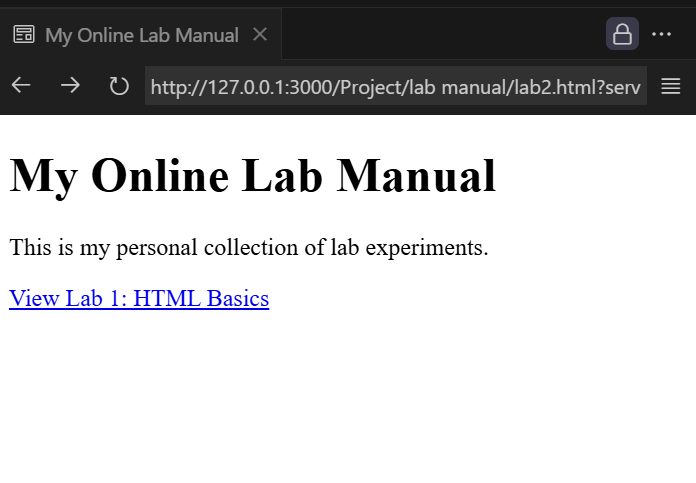 My Online Lab Manual
http://127.0.0.1:3000/Project/lab manual/lab2.html?serv
My Online Lab Manual
This is my personal collection of lab experiments.
View Lab 1: HTML Basics